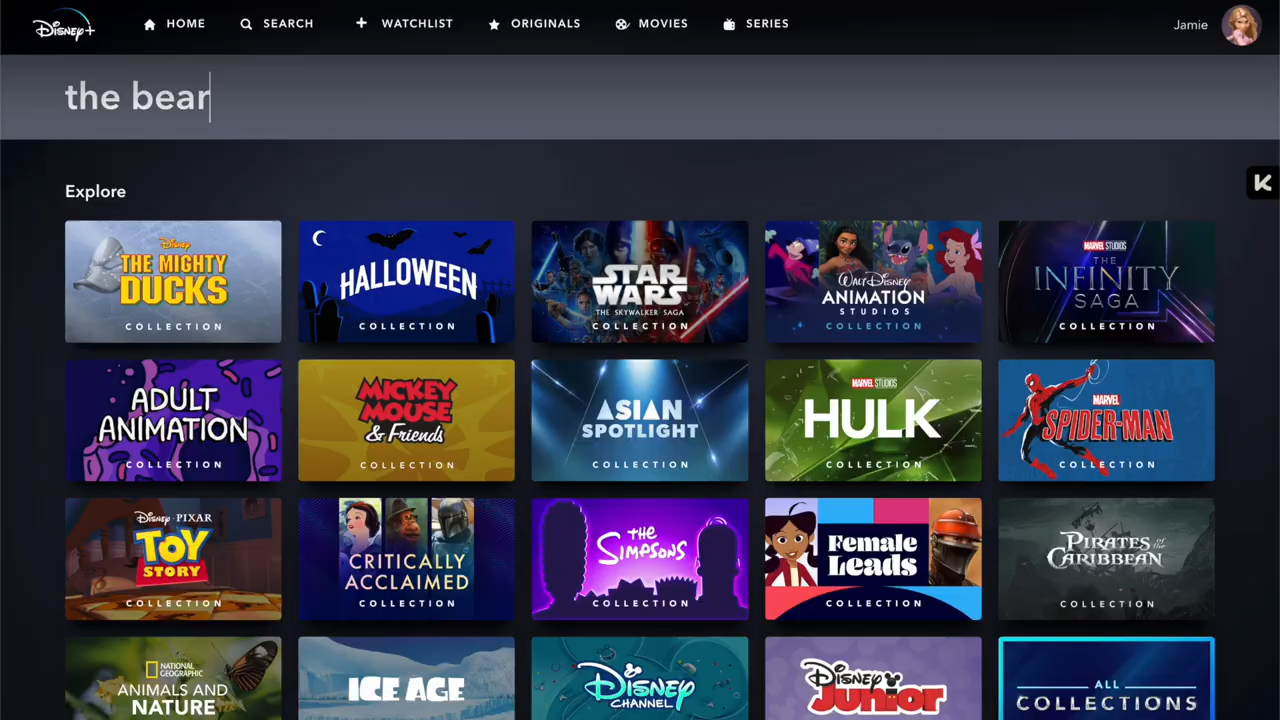 Disney+ HOME SEARCH WATCHLIST ORIGINALS MOVIES SERIES Jamie
the bear
K
Explore
Disney
THE MIGHTY
DUCKS
COLLECTION
HALLOWEEN
COLLECTION
STAR
WARS
THE SKYWALKER SAGA
COLLECTION
WALT DISNEY
ANIMATION
STUDIOS
COLLECTION
MARVEL STUDIOS
THE
INFINITY
SAGA
COLLECTION
ADULT
ANIMATION
COLLECTION
MICKEY
MOUSE
& Friends
COLLECTION
ASIAN
SPOTLIGHT
COLLECTION
MARVEL STUDIOS
HULK
COLLECTION
MARVEL
SPIDER-MAN
COLLECTION
Disney·PIXAR
TOY
STORY
COLLECTION
CRITICALLY
ACCLAIMED
COLLECTION
THE
SIMPSONS
COLLECTION
Female
Leads
COLLECTION
PIRATES of the
CARIBBEAN
COLLECTION
NATIONAL
GEOGRAPHIC
ANIMALS AND
NATURE
ICE AGE
Disney
CHANNEL
Disney
Junior
ALL
COLLECTIONS